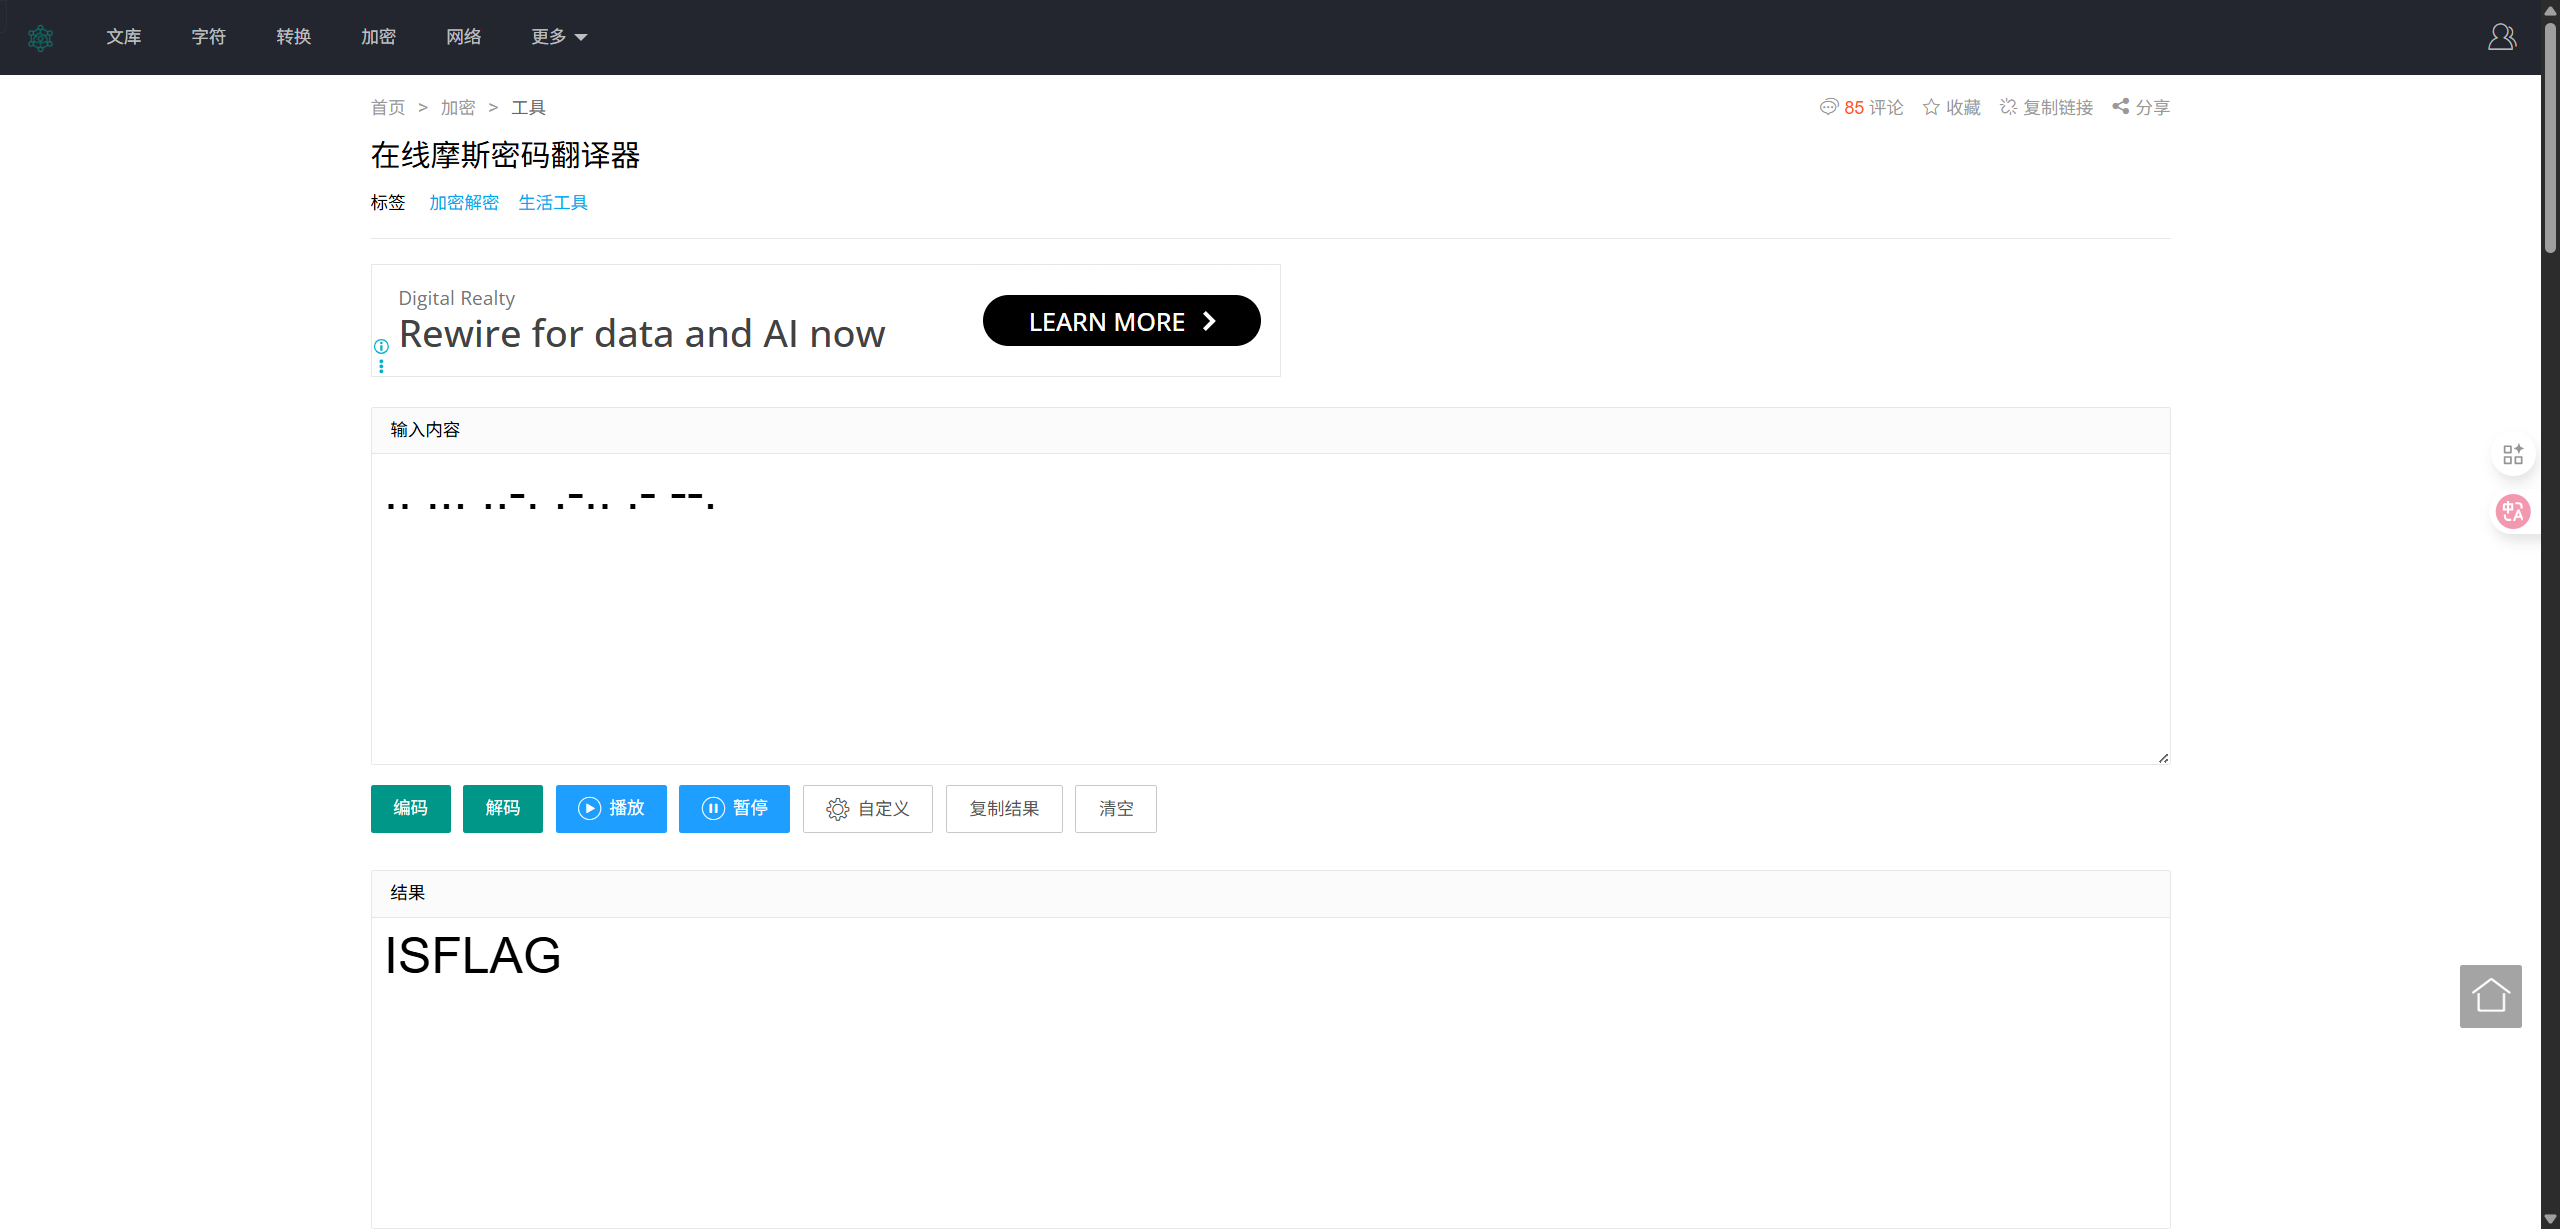 文库 字符 转换 加密 网络 更多
首页 > 加密 > 工具
85 评论 收藏 复制链接 分享
在线摩斯密码翻译器
标签 加密解密 生活工具
Digital Realty
Rewire for data and AI now
LEARN MORE
输入内容
.. ... ..-. .-.. .- --.
编码 解码 播放 暂停 自定义 复制结果 清空
结果
ISFLAG